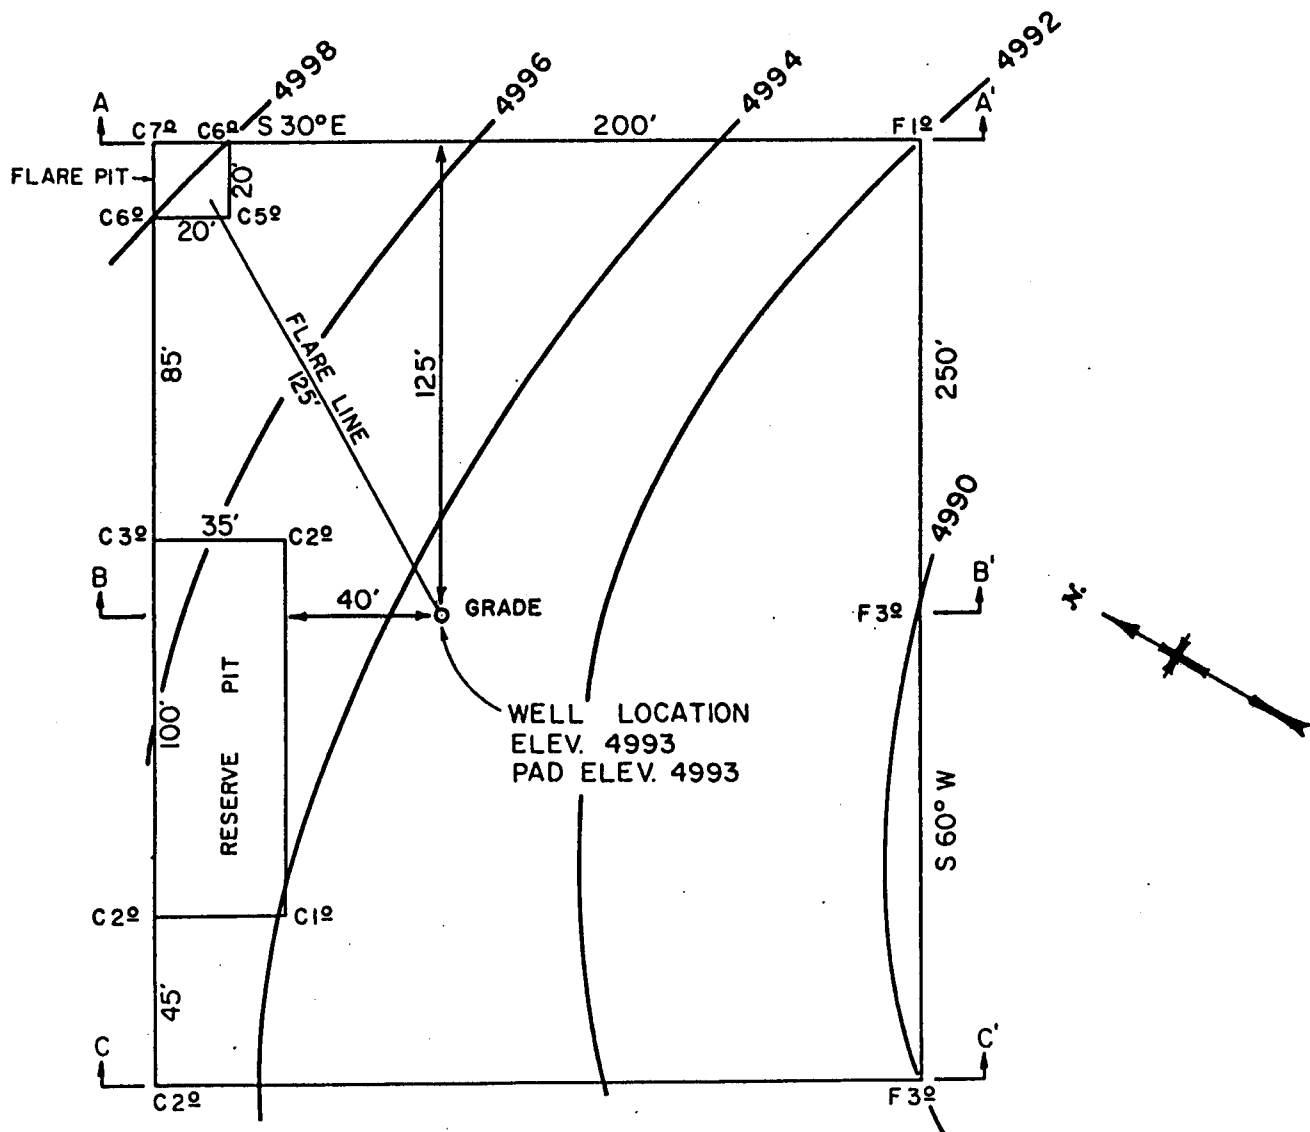 4998
4996
4994
4992
A
A'
C7º
C6º
S 30° E
200'
F1º
FLARE PIT
20'
C6º
C5º
20'
FLARE LINE
125'
85'
125'
250'
4990
35'
C3º
C2º
B
B'
40'
GRADE
F3º
N.
RESERVE PIT
100'
WELL LOCATION
ELEV. 4993
PAD ELEV. 4993
S 60° W
C2º
C1º
45'
C
C'
C2º
F3º